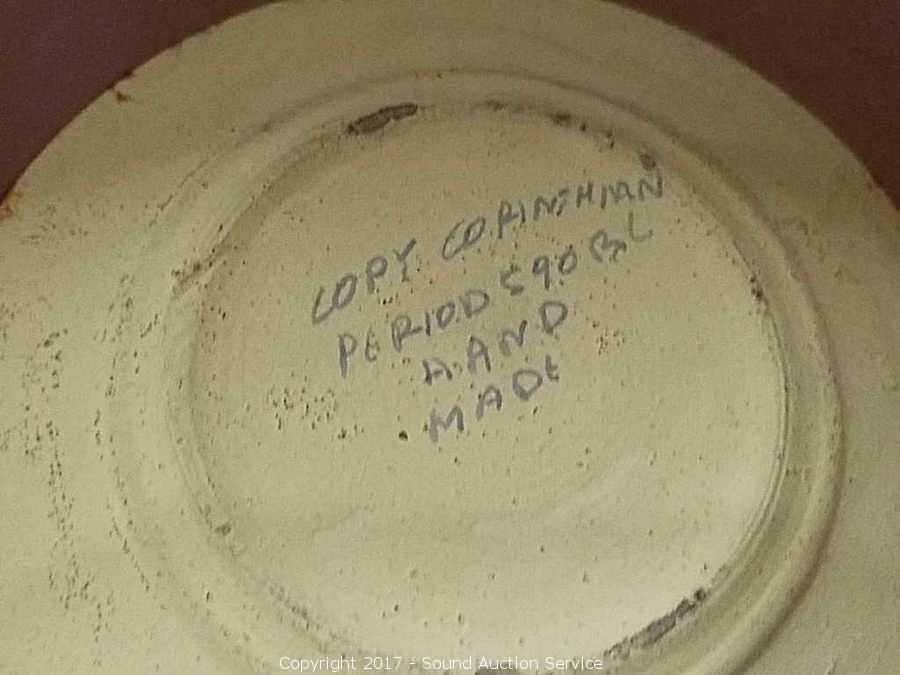 COPY CORINTHIAN
PERIOD 590 BC
HAND
MADE
Copyright 2017 - Sound Auction Service